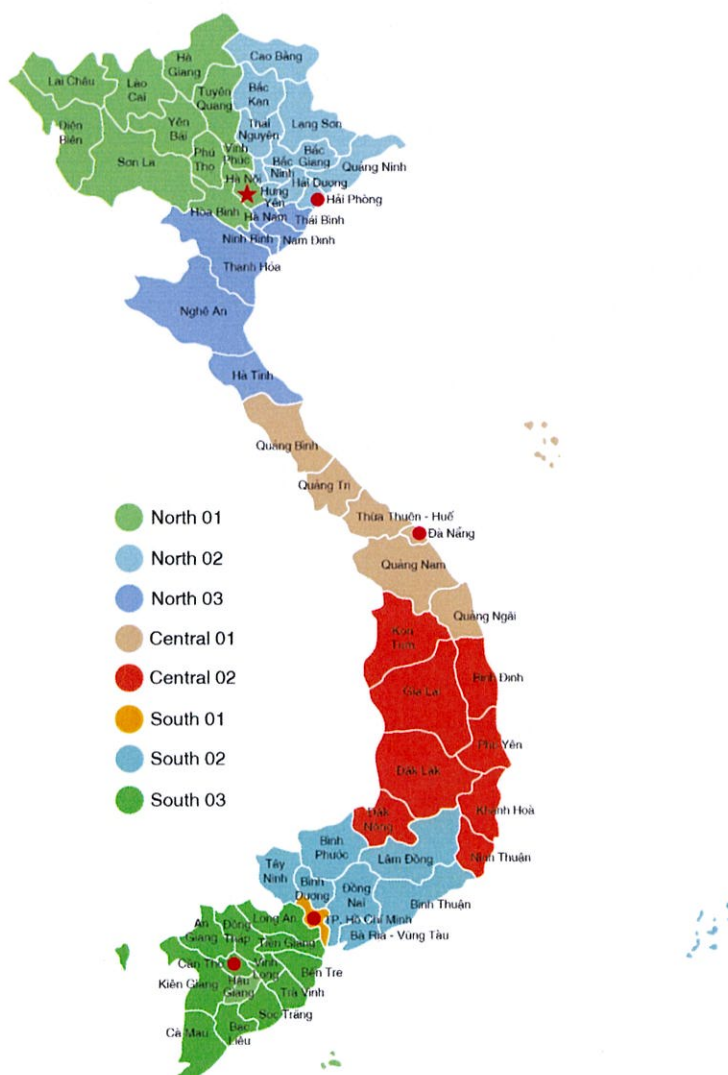 Cao Bằng
Hà
Giang
Lai Châu
Lào
Cai
Tuyên
Quang
Bắc
Kạn
Điện
Biên
Yên
Bái
Thái
Nguyên
Lạng Sơn
Sơn La
Phú
Thọ
Vĩnh
Phúc
Bắc
Giang
Bắc
Ninh
Quảng Ninh
Hà Nội
Hải Dương
Hưng
Yên
Hải Phòng
Hòa Bình
Hà Nam
Thái Bình
Ninh Bình
Nam Định
Thanh Hóa
Nghệ An
Hà Tĩnh
Quảng Bình
Quảng Trị
Thừa Thuên - Huế
Đà Nẵng
Quảng Nam
Quảng Ngãi
North 01
North 02
North 03
Central 01
Central 02
South 01
South 02
South 03
Kon
Tum
Gia Lai
Bình Định
Phú Yên
Đăk Lăk
Đăk
Nông
Khánh Hoà
Ninh Thuận
Bình
Phước
Lâm Đồng
Tây
Ninh
Bình
Dương
Đồng
Nai
Bình Thuận
TP. Hồ Chí Minh
Bà Rịa - Vũng Tàu
Long An
An
Giang
Đồng
Tháp
Tiền Giang
Cần Thơ
Vĩnh
Long
Bến Tre
Kiên Giang
Hậu
Giang
Trà Vinh
Sóc Trăng
Cà Mau
Bạc
Liêu